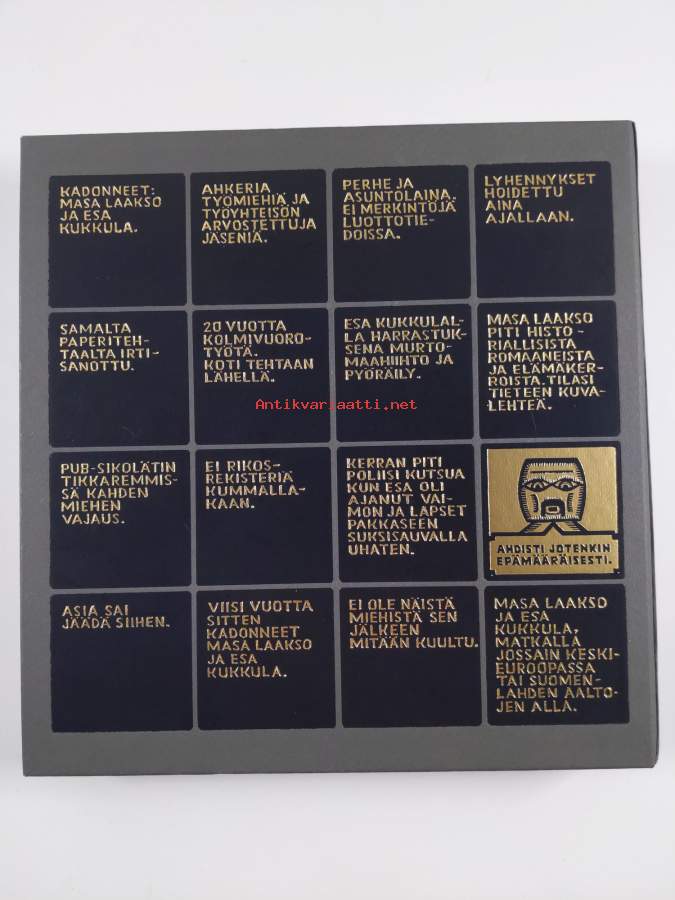 KADONNEET:
MASA LAAKSO
JA ESA
KUKKULA.
AHKERIA
TYÖMIEHIÄ JA
TYÖYHTEISÖN
ARVOSTETTUJA
JÄSENIÄ.
PERHE JA
ASUNTOLAINA.
EI MERKINTÖJÄ
LUOTTOTIE-
DOISSA.
LYHENNYKSET
HOIDETTU
AINA
AJALLAAN.
SAMALTA
PAPERITEH-
TAALTA IRTI-
SANOTTU.
20 VUOTTA
KOLMIVUORO-
TYÖTÄ.
KOTI TEHTAAN
LÄHELLÄ.
ESA KUKKULAL-
LA HARRASTUK-
SENA MURTO-
MAAHIIHTO JA
PYÖRÄILY.
MASA LAAKSO
PITI HISTO-
RIALLISISTA
ROMAANEISTA
JA ELÄMÄKER-
ROISTA. TILASI
TIETEEN KUVA-
LEHTEÄ.
Antikvariaatti.net
PUB-SIKOLÄTIN
TIKKAREMMIS-
SÄ KAHDEN
MIEHEN
VAJAUS.
EI RIKOS-
REKISTERIÄ
KUMMALLA-
KAAN.
KERRAN PITI
POLIISI KUTSUA
KUN ESA OLI
AJANUT VAI-
MON JA LAPSET
PAKKASEEN
SUKSISAUVALLA
UHATEN.
AHDISTI JOTENKIN
EPÄMÄÄRÄISESTI.
ASIA SAI
JÄÄDÄ SIIHEN.
VIISI VUOTTA
SITTEN
KADONNEET
MASA LAAKSO
JA ESA
KUKKULA.
EI OLE NÄISTÄ
MIEHISTÄ SEN
JÄLKEEN
MITÄÄN KUULTU.
MASA LAAKSO
JA ESA
KUKKULA,
MATKALLA
JOSSAIN KESKI-
EUROOPASSA
TAI SUOMEN-
LAHDEN AALTO-
JEN ALLA.